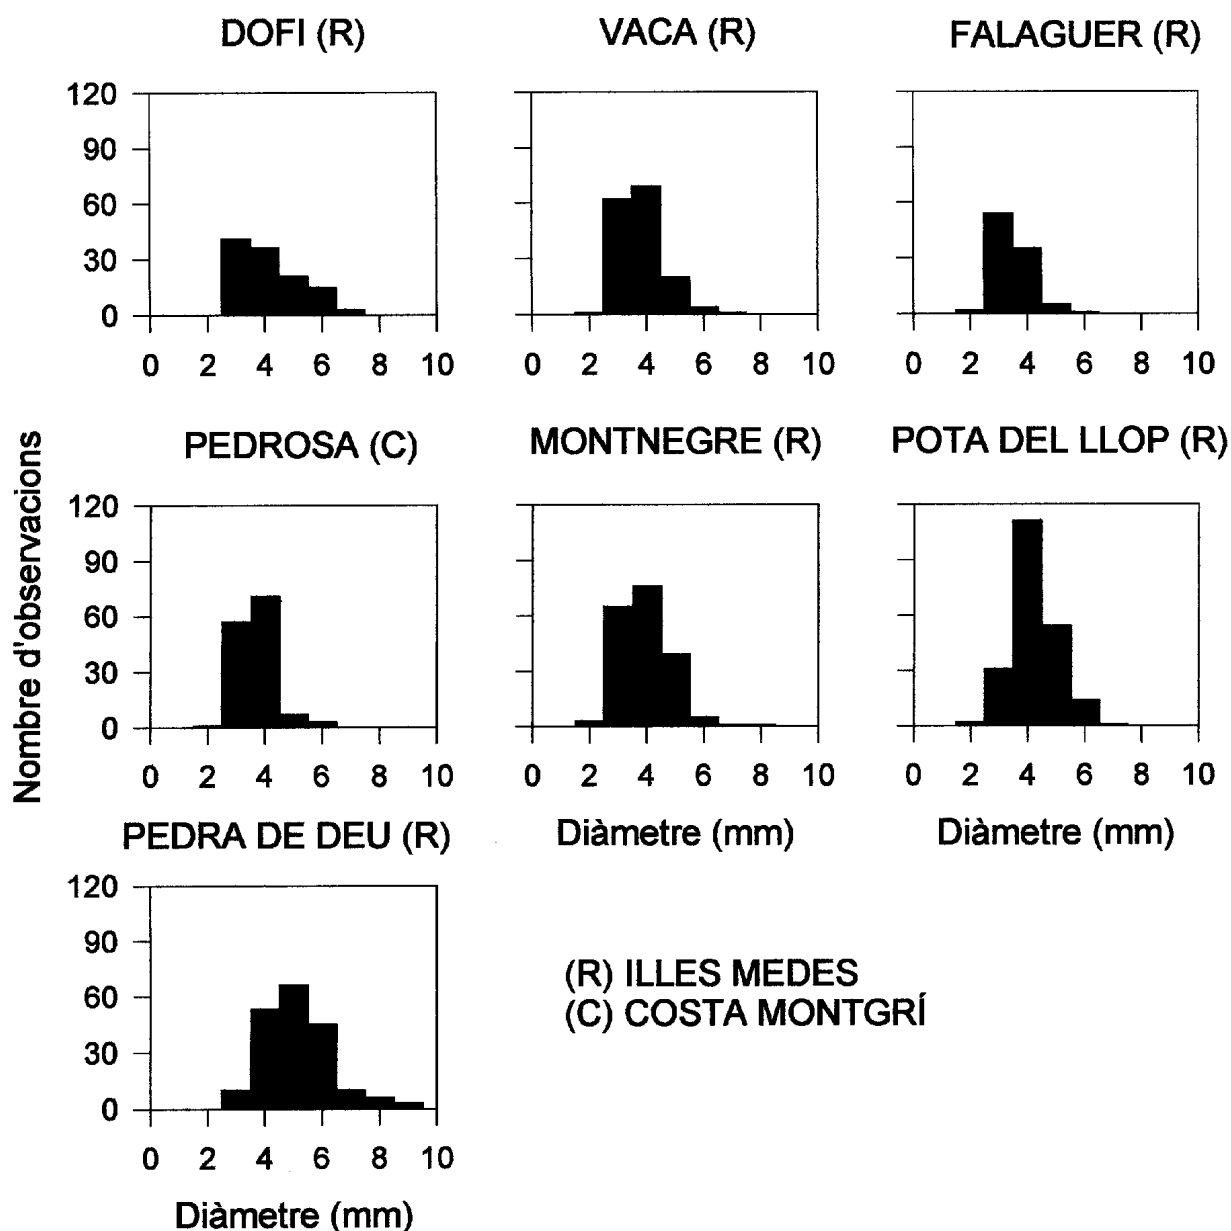 DOFI (R)
VACA (R)
FALAGUER (R)
120
90
60
30
0
0 2 4 6 8 10
0 2 4 6 8 10
0 2 4 6 8 10
Nombre d'observacions
PEDROSA (C)
MONTNEGRE (R)
POTA DEL LLOP (R)
120
90
60
30
0
0 2 4 6 8 10
0 2 4 6 8 10
0 2 4 6 8 10
Diàmetre (mm)
Diàmetre (mm)
PEDRA DE DEU (R)
120
90
60
30
0
0 2 4 6 8 10
Diàmetre (mm)
(R) ILLES MEDES
(C) COSTA MONTGRÍ